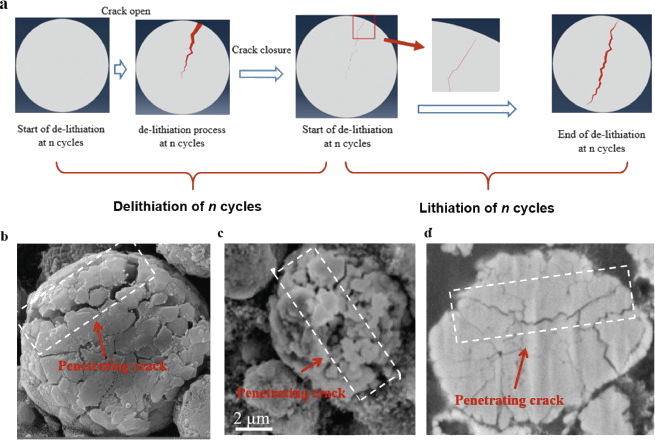 a
Crack open
Crack closure
Start of de-lithiation
at n cycles
de-lithiation process
at n cycles
Start of de-lithiation
at n cycles
End of de-lithiation
at n cycles
Delithiation of n cycles
Lithiation of n cycles
b
c
d
Penetrating crack
Penetrating crack
2 μm
Penetrating crack